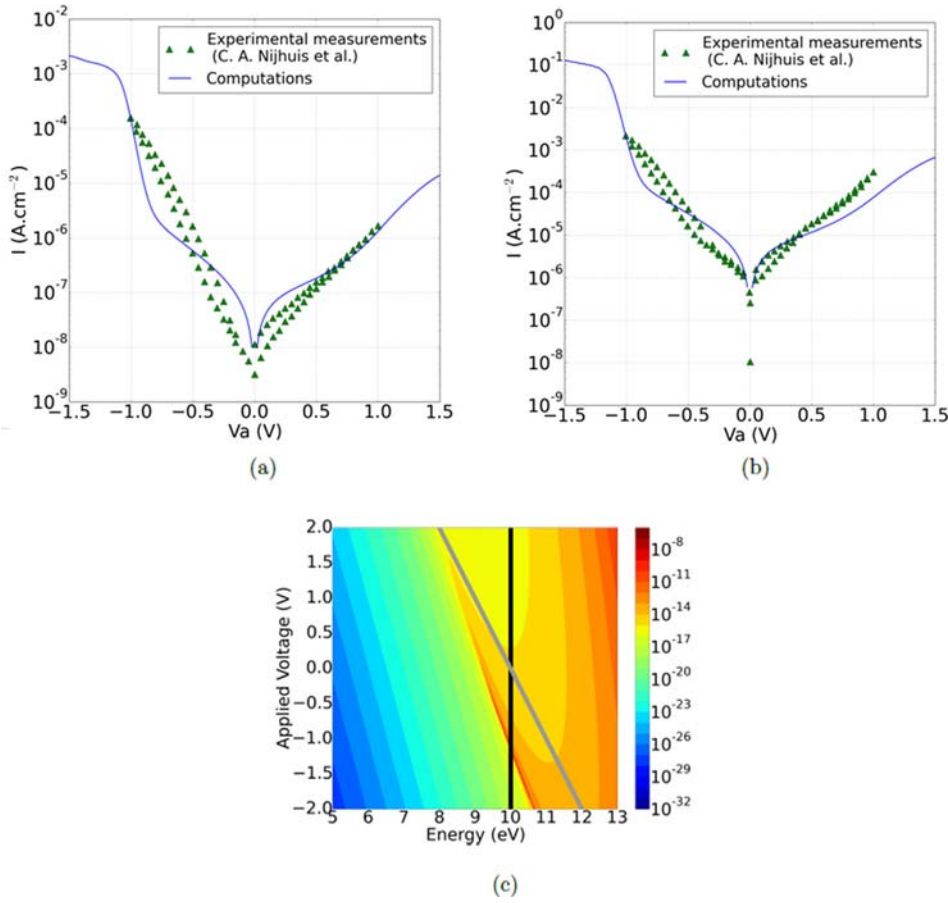 10^-2
10^-3
10^-4
10^-5
10^-6
10^-7
10^-8
10^-9
I (A.cm^-2)
Experimental measurements
(C. A. Nijhuis et al.)
Computations
−1.5 −1.0 −0.5 0.0 0.5 1.0 1.5
Va (V)
(a)
10^0
10^-1
10^-2
10^-3
10^-4
10^-5
10^-6
10^-7
10^-8
10^-9
I (A.cm^-2)
Experimental measurements
(C. A. Nijhuis et al.)
Computations
−1.5 −1.0 −0.5 0.0 0.5 1.0 1.5
Va (V)
(b)
2.0
1.5
1.0
0.5
0.0
−0.5
−1.0
−1.5
−2.0
Applied Voltage (V)
5 6 7 8 9 10 11 12 13
Energy (eV)
10^-8
10^-11
10^-14
10^-17
10^-20
10^-23
10^-26
10^-29
10^-32
(c)